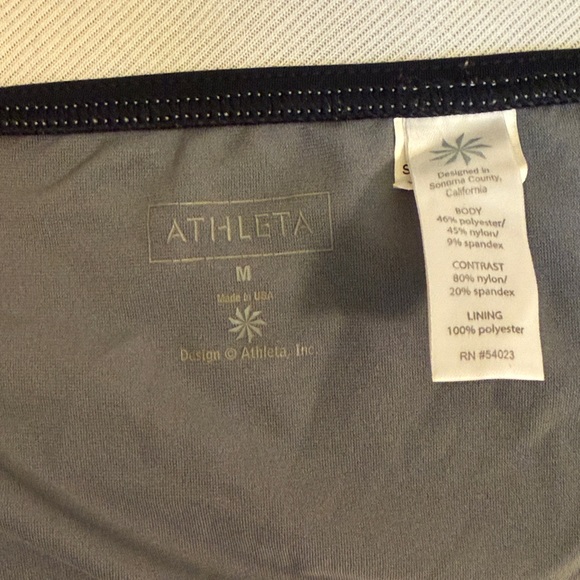 ATHLETA
M
Made in USA
Design © Athleta, Inc.
S
Designed in
Sonoma County,
California
BODY
46% polyester/
45% nylon/
9% spandex
CONTRAST
80% nylon/
20% spandex
LINING
100% polyester
RN #54023